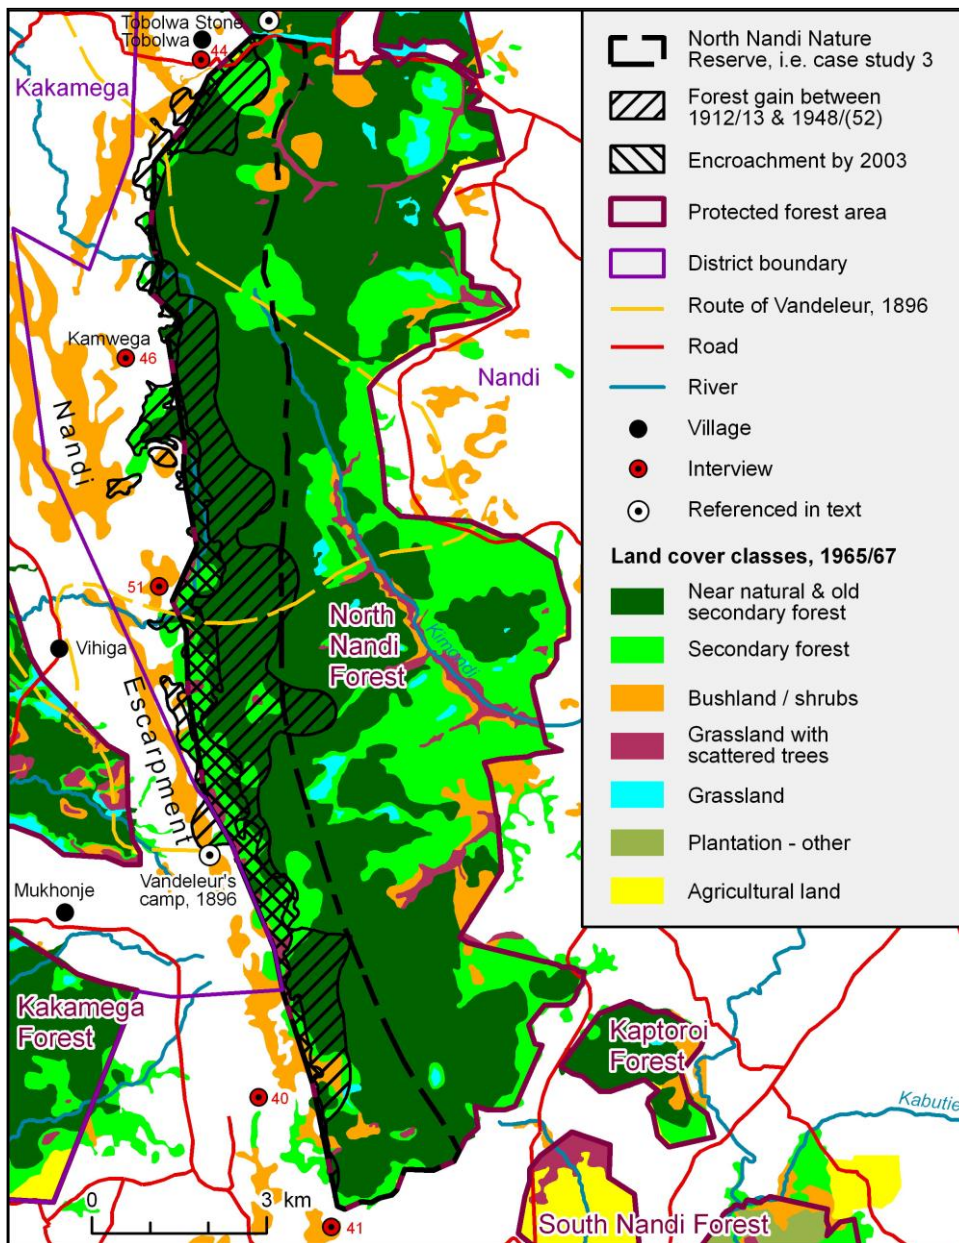 Tobolwa Stone
Tobolwa
44
Kakamega
Kamwega
46
Nandi
Nandi
51
North
Nandi
Forest
Kimondi
Vihiga
Escarpment
Vandeleur's
camp, 1896
Mukhonje
Kakamega
Forest
40
41
0 3 km
Kaptoroi
Forest
Kabutie
South Nandi Forest
North Nandi Nature
Reserve, i.e. case study 3
Forest gain between
1912/13 & 1948/(52)
Encroachment by 2003
Protected forest area
District boundary
Route of Vandeleur, 1896
Road
River
Village
Interview
Referenced in text
Land cover classes, 1965/67
Near natural & old
secondary forest
Secondary forest
Bushland / shrubs
Grassland with
scattered trees
Grassland
Plantation - other
Agricultural land